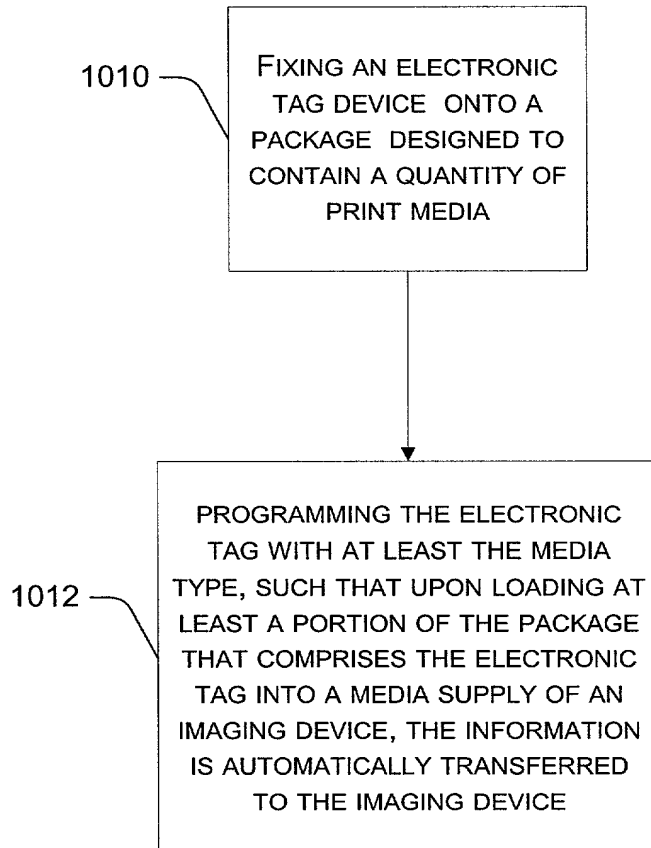 1010
FIXING AN ELECTRONIC
TAG DEVICE ONTO A
PACKAGE DESIGNED TO
CONTAIN A QUANTITY OF
PRINT MEDIA
1012
PROGRAMMING THE ELECTRONIC
TAG WITH AT LEAST THE MEDIA
TYPE, SUCH THAT UPON LOADING AT
LEAST A PORTION OF THE PACKAGE
THAT COMPRISES THE ELECTRONIC
TAG INTO A MEDIA SUPPLY OF AN
IMAGING DEVICE, THE INFORMATION
IS AUTOMATICALLY TRANSFERRED
TO THE IMAGING DEVICE